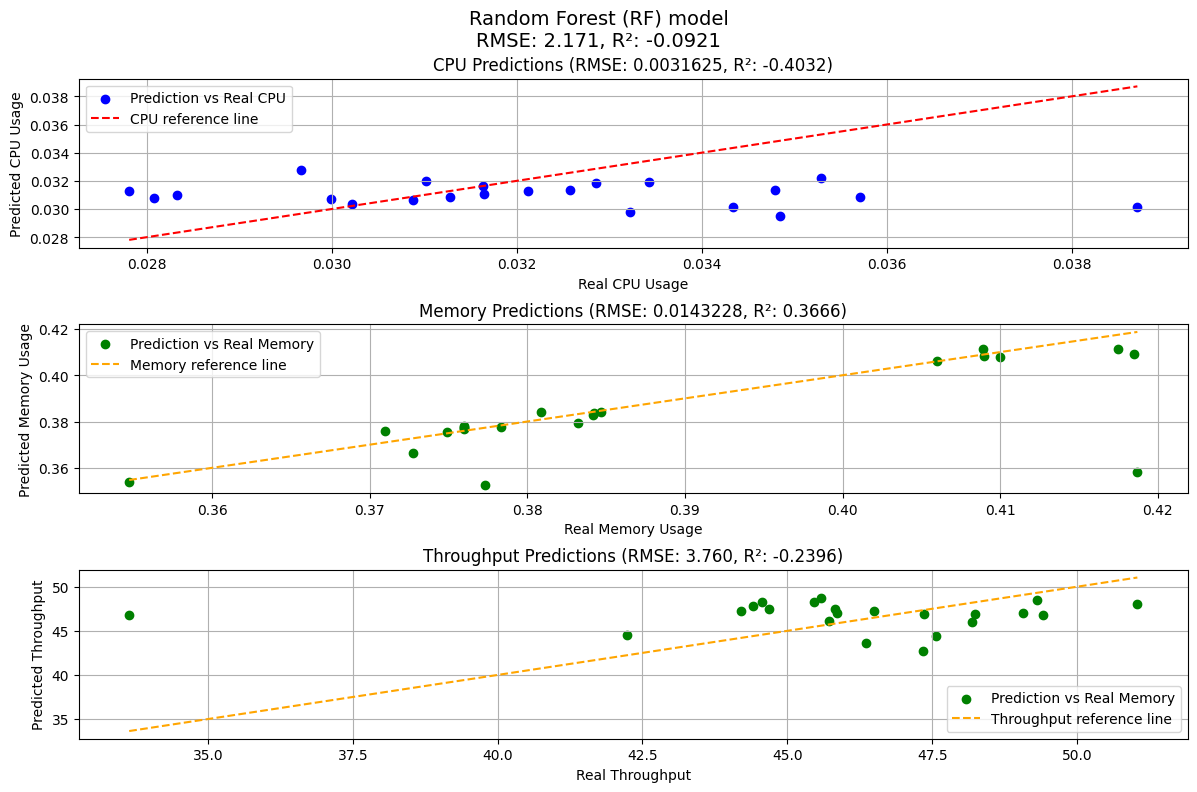 Random Forest (RF) model
RMSE: 2.171, R²: -0.0921
CPU Predictions (RMSE: 0.0031625, R²: -0.4032)
Predicted CPU Usage
0.038
0.036
0.034
0.032
0.030
0.028
Prediction vs Real CPU
CPU reference line
0.028 0.030 0.032 0.034 0.036 0.038
Real CPU Usage
Memory Predictions (RMSE: 0.0143228, R²: 0.3666)
Predicted Memory Usage
0.42
0.40
0.38
0.36
Prediction vs Real Memory
Memory reference line
0.36 0.37 0.38 0.39 0.40 0.41 0.42
Real Memory Usage
Throughput Predictions (RMSE: 3.760, R²: -0.2396)
Predicted Throughput
50
45
40
35
Prediction vs Real Memory
Throughput reference line
35.0 37.5 40.0 42.5 45.0 47.5 50.0
Real Throughput